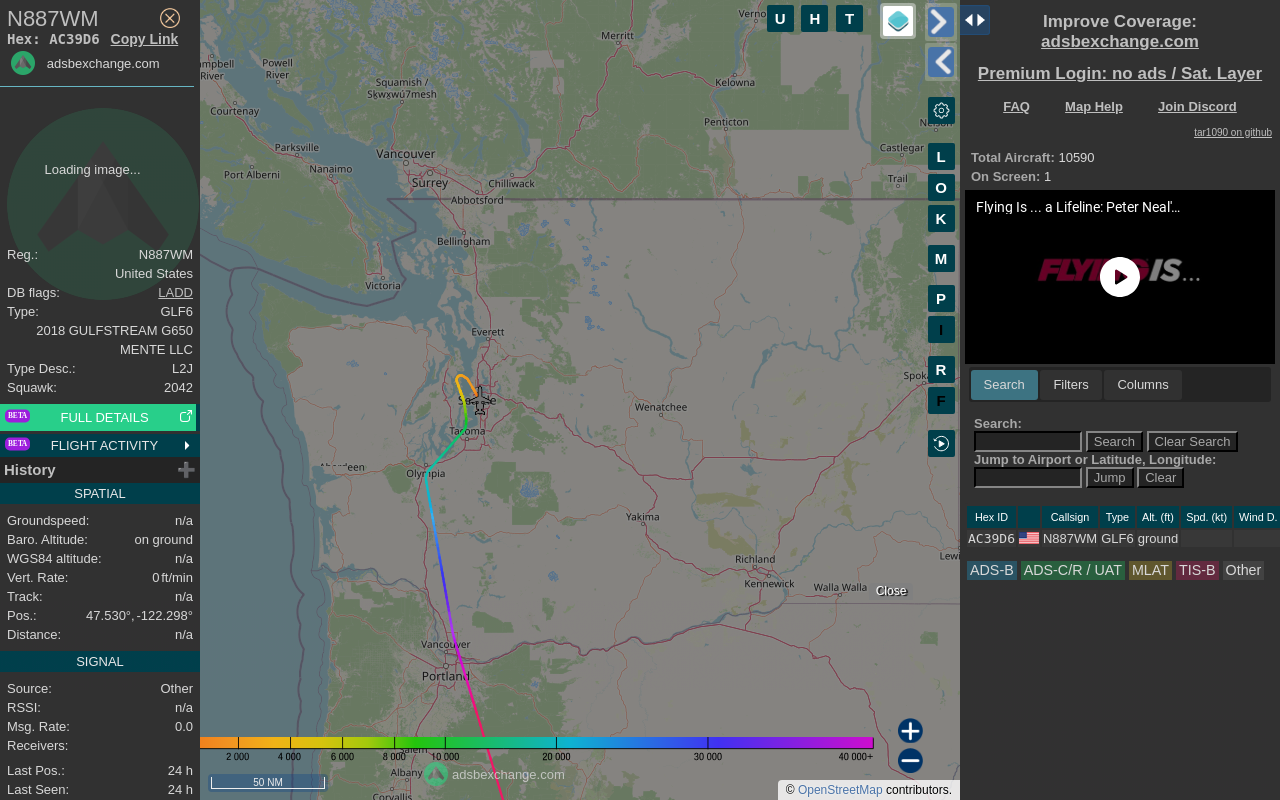 N887WM
Hex: AC39D6 Copy Link
adsbexchange.com
Loading image...
Reg.: N887WM
United States
DB flags: LADD
Type: GLF6
2018 GULFSTREAM G650
MENTE LLC
Type Desc.: L2J
Squawk: 2042
BETA FULL DETAILS
BETA FLIGHT ACTIVITY
History
SPATIAL
Groundspeed: n/a
Baro. Altitude: on ground
WGS84 altitude: n/a
Vert. Rate: 0 ft/min
Track: n/a
Pos.: 47.530°, -122.298°
Distance: n/a
SIGNAL
Source: Other
RSSI: n/a
Msg. Rate: 0.0
Receivers:
Last Pos.: 24 h
Last Seen: 24 h
Merritt
Campbell
River
Powell
River
Squamish /
Sḵwx̱wú7mesh
Kelowna
Courtenay
Penticton
Parksville
Vancouver
Castlegar
Nanaimo
Port Alberni
Surrey
Chilliwack
Trail
Abbotsford
Bellingham
Victoria
Everett
Wenatchee
Tacoma
Aberdeen
Olympia
Yakima
Richland
Kennewick
Walla Walla
Vancouver
Portland
Salem
Albany
Corvallis
U H T
L
O
K
M
P
I
R
F
Close
2 000 4 000 6 000 8 000 10 000 20 000 30 000 40 000+
adsbexchange.com
50 NM
© OpenStreetMap contributors.
Improve Coverage:
adsbexchange.com
Premium Login: no ads / Sat. Layer
FAQ Map Help Join Discord
tar1090 on github
Total Aircraft: 10590
On Screen: 1
Flying Is ... a Lifeline: Peter Neal'...
FLYING IS...
Search Filters Columns
Search:
Search Clear Search
Jump to Airport or Latitude, Longitude:
Jump Clear
Hex ID Callsign Type Alt. (ft) Spd. (kt) Wind D.
AC39D6 N887WM GLF6 ground
ADS-B ADS-C/R / UAT MLAT TIS-B Other